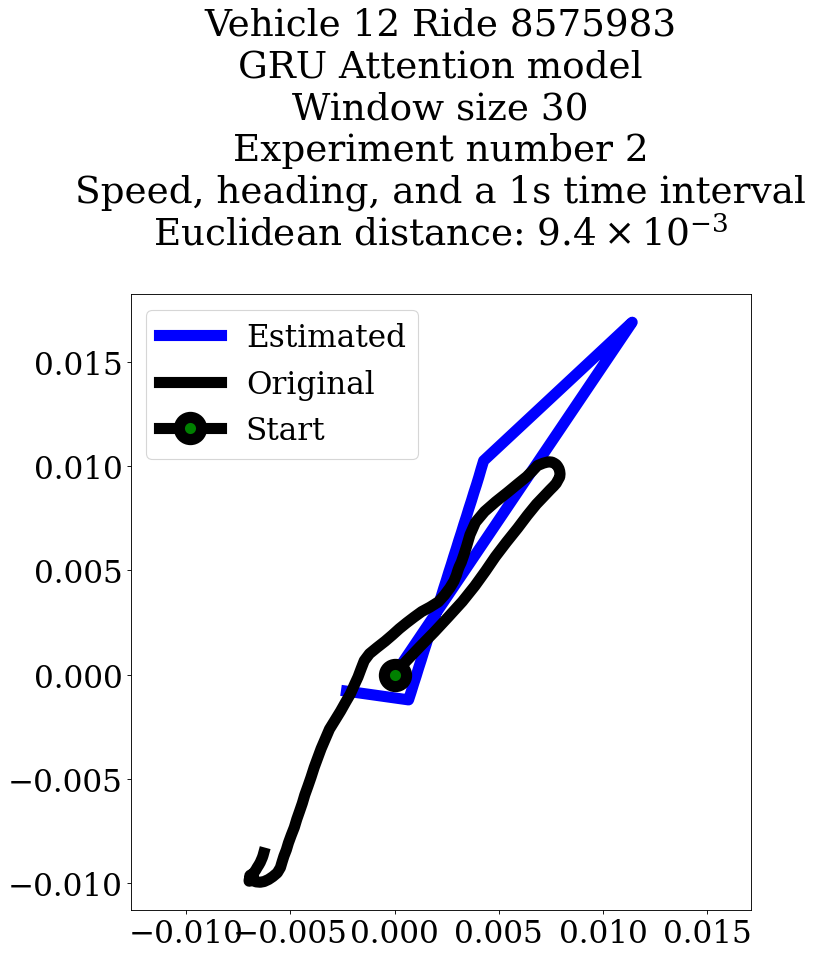 Vehicle 12 Ride 8575983
GRU Attention model
Window size 30
Experiment number 2
Speed, heading, and a 1s time interval
Euclidean distance: 9.4 × 10⁻³
Estimated
Original
Start
0.015
0.010
0.005
0.000
−0.005
−0.010
−0.010 −0.005 0.000 0.005 0.010 0.015